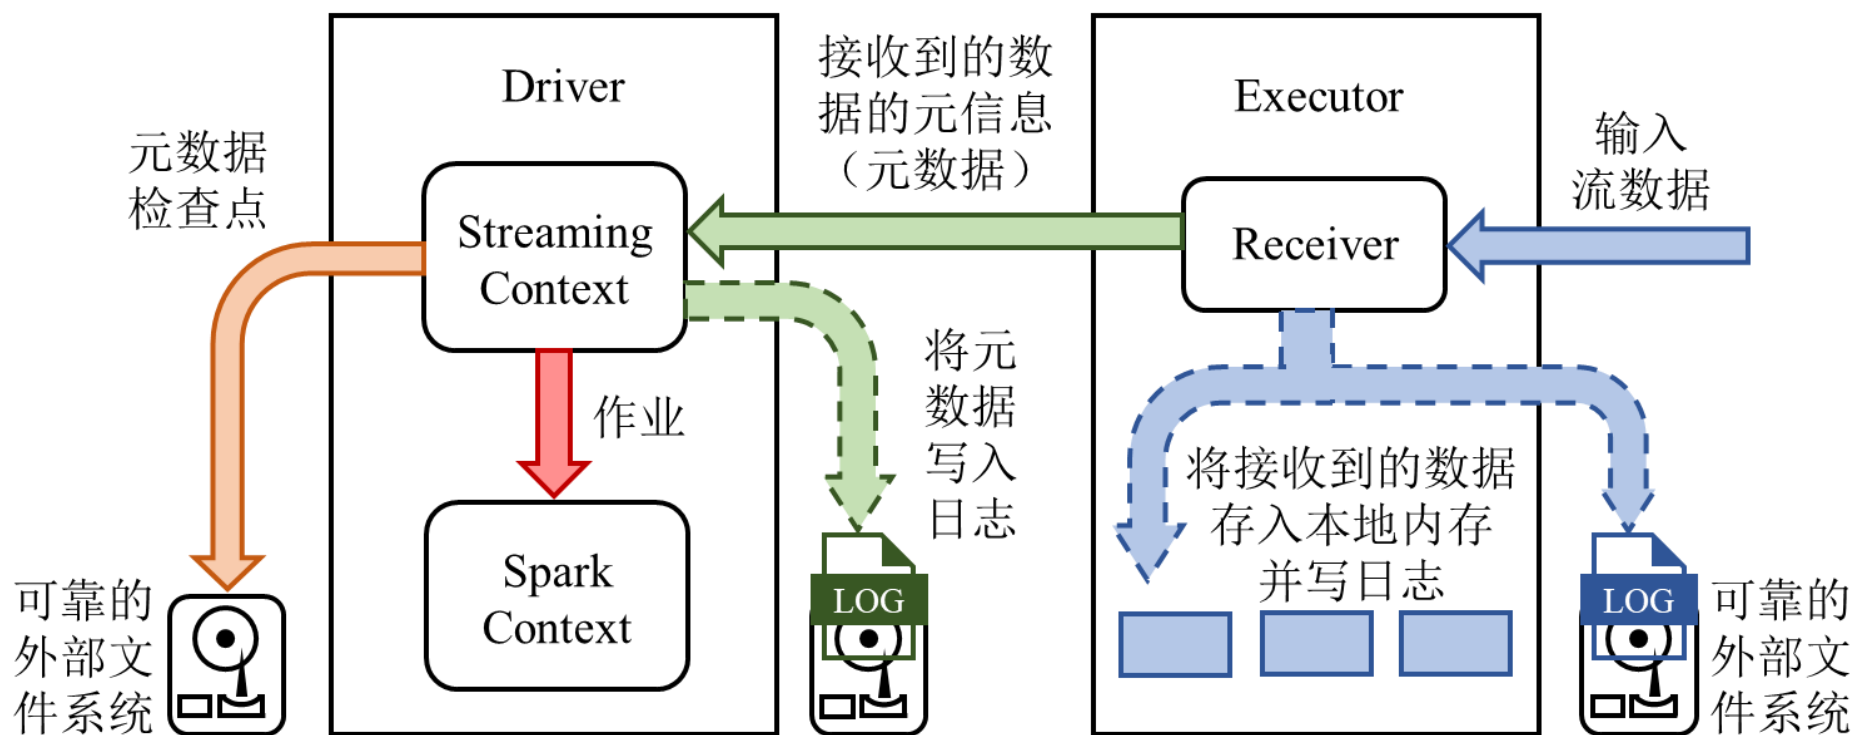 元数据
检查点
Driver
Streaming
Context
作业
Spark
Context
可靠的
外部文
件系统
接收到的数
据的元信息
（元数据）
将元
数据
写入
日志
LOG
Executor
Receiver
输入
流数据
将接收到的数据
存入本地内存
并写日志
LOG
可靠的
外部文
件系统